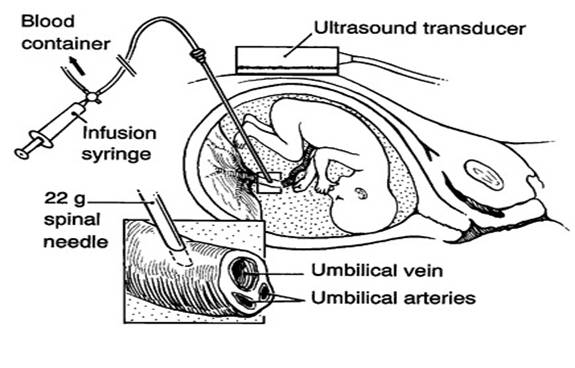 Blood
container
Ultrasound transducer
Infusion
syringe
22 g
spinal
needle
Umbilical vein
Umbilical arteries